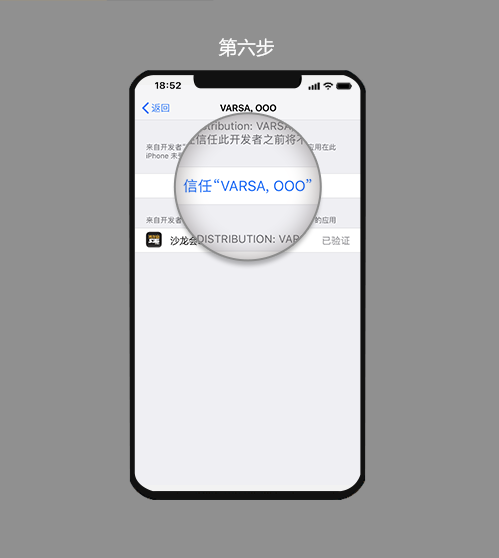 第六步
18:52
返回
VARSA, OOO
istribution: VARSA,
信任此开发者之前将不
来自开发者“
应用在此
iPhone 未
信任“VARSA, OOO”
来自开发者
的应用
沙龙会
DISTRIBUTION: VAR
已验证